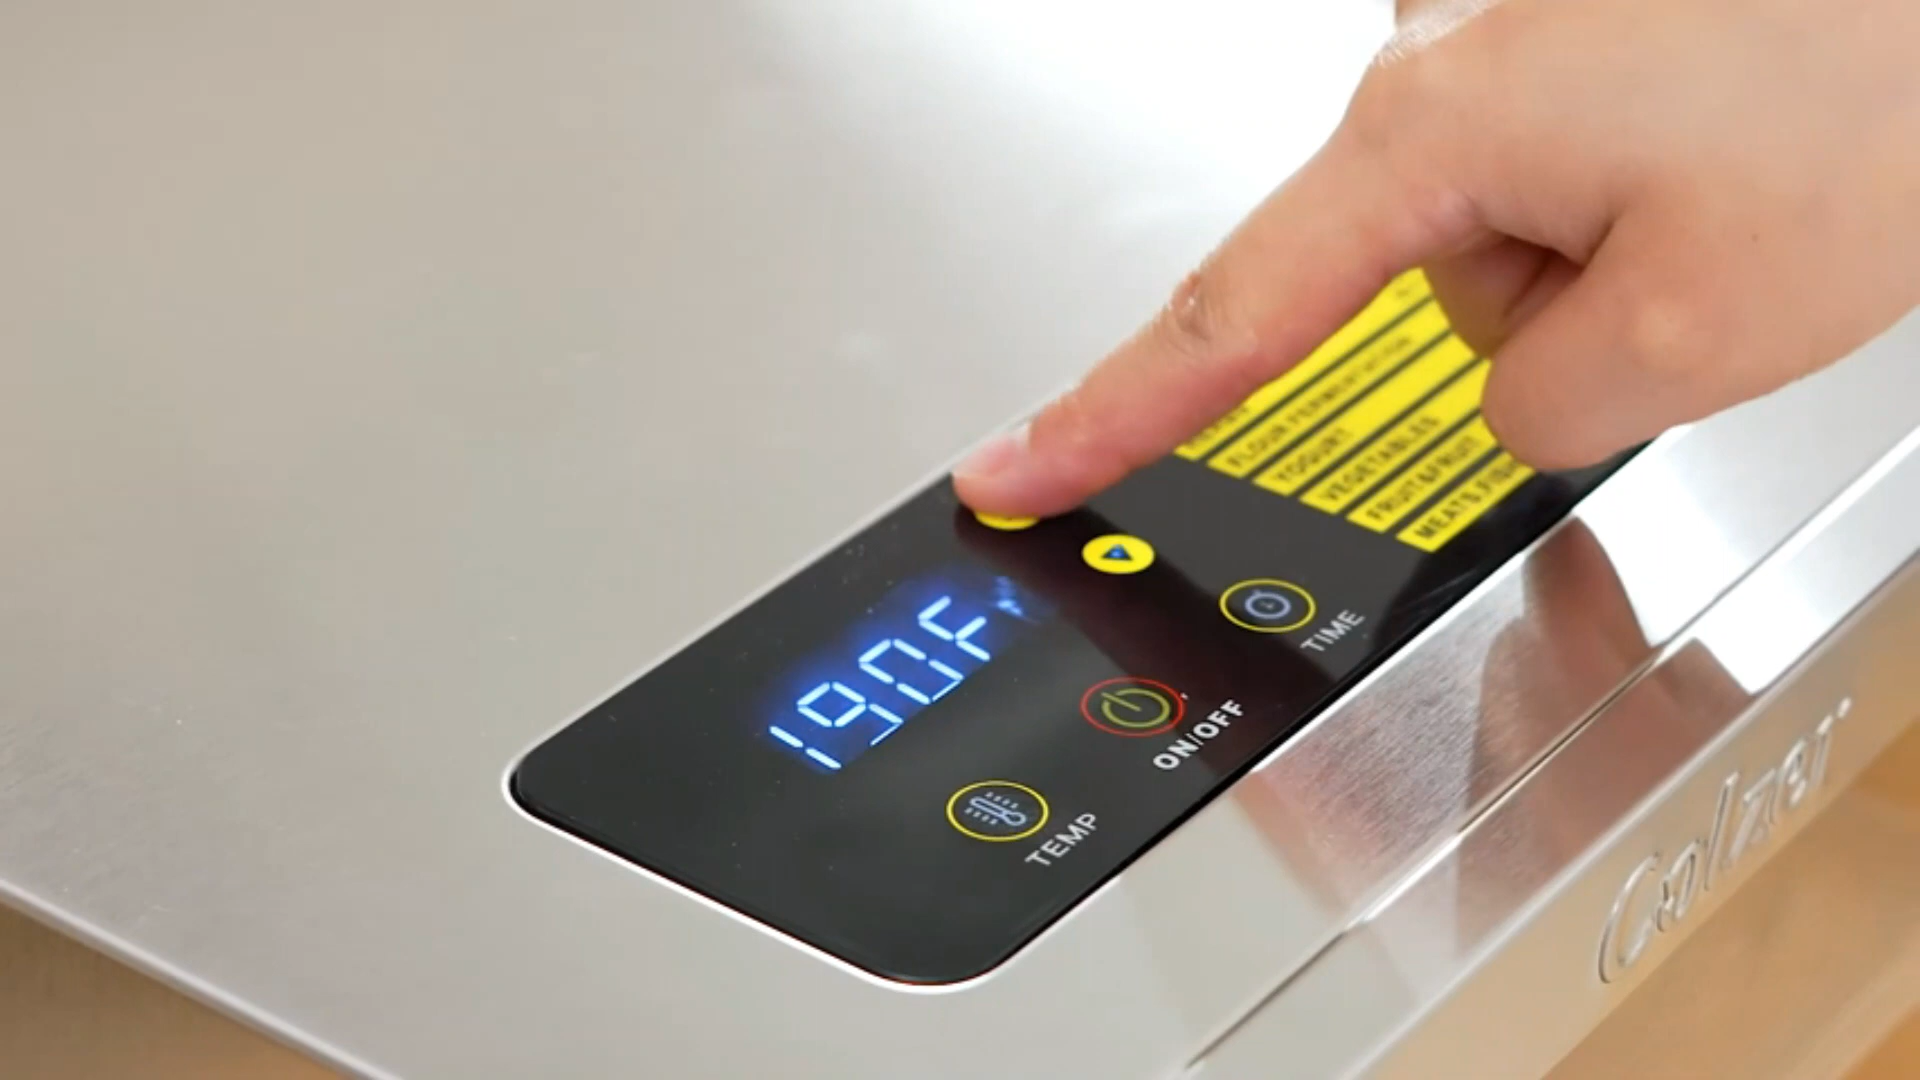 FLOUR FERMENTATION
YOGURT
VEGETABLES
FRUIT&FRUIT
MEATS,FISH
190F
TIME
ON/OFF
TEMP
Colzer